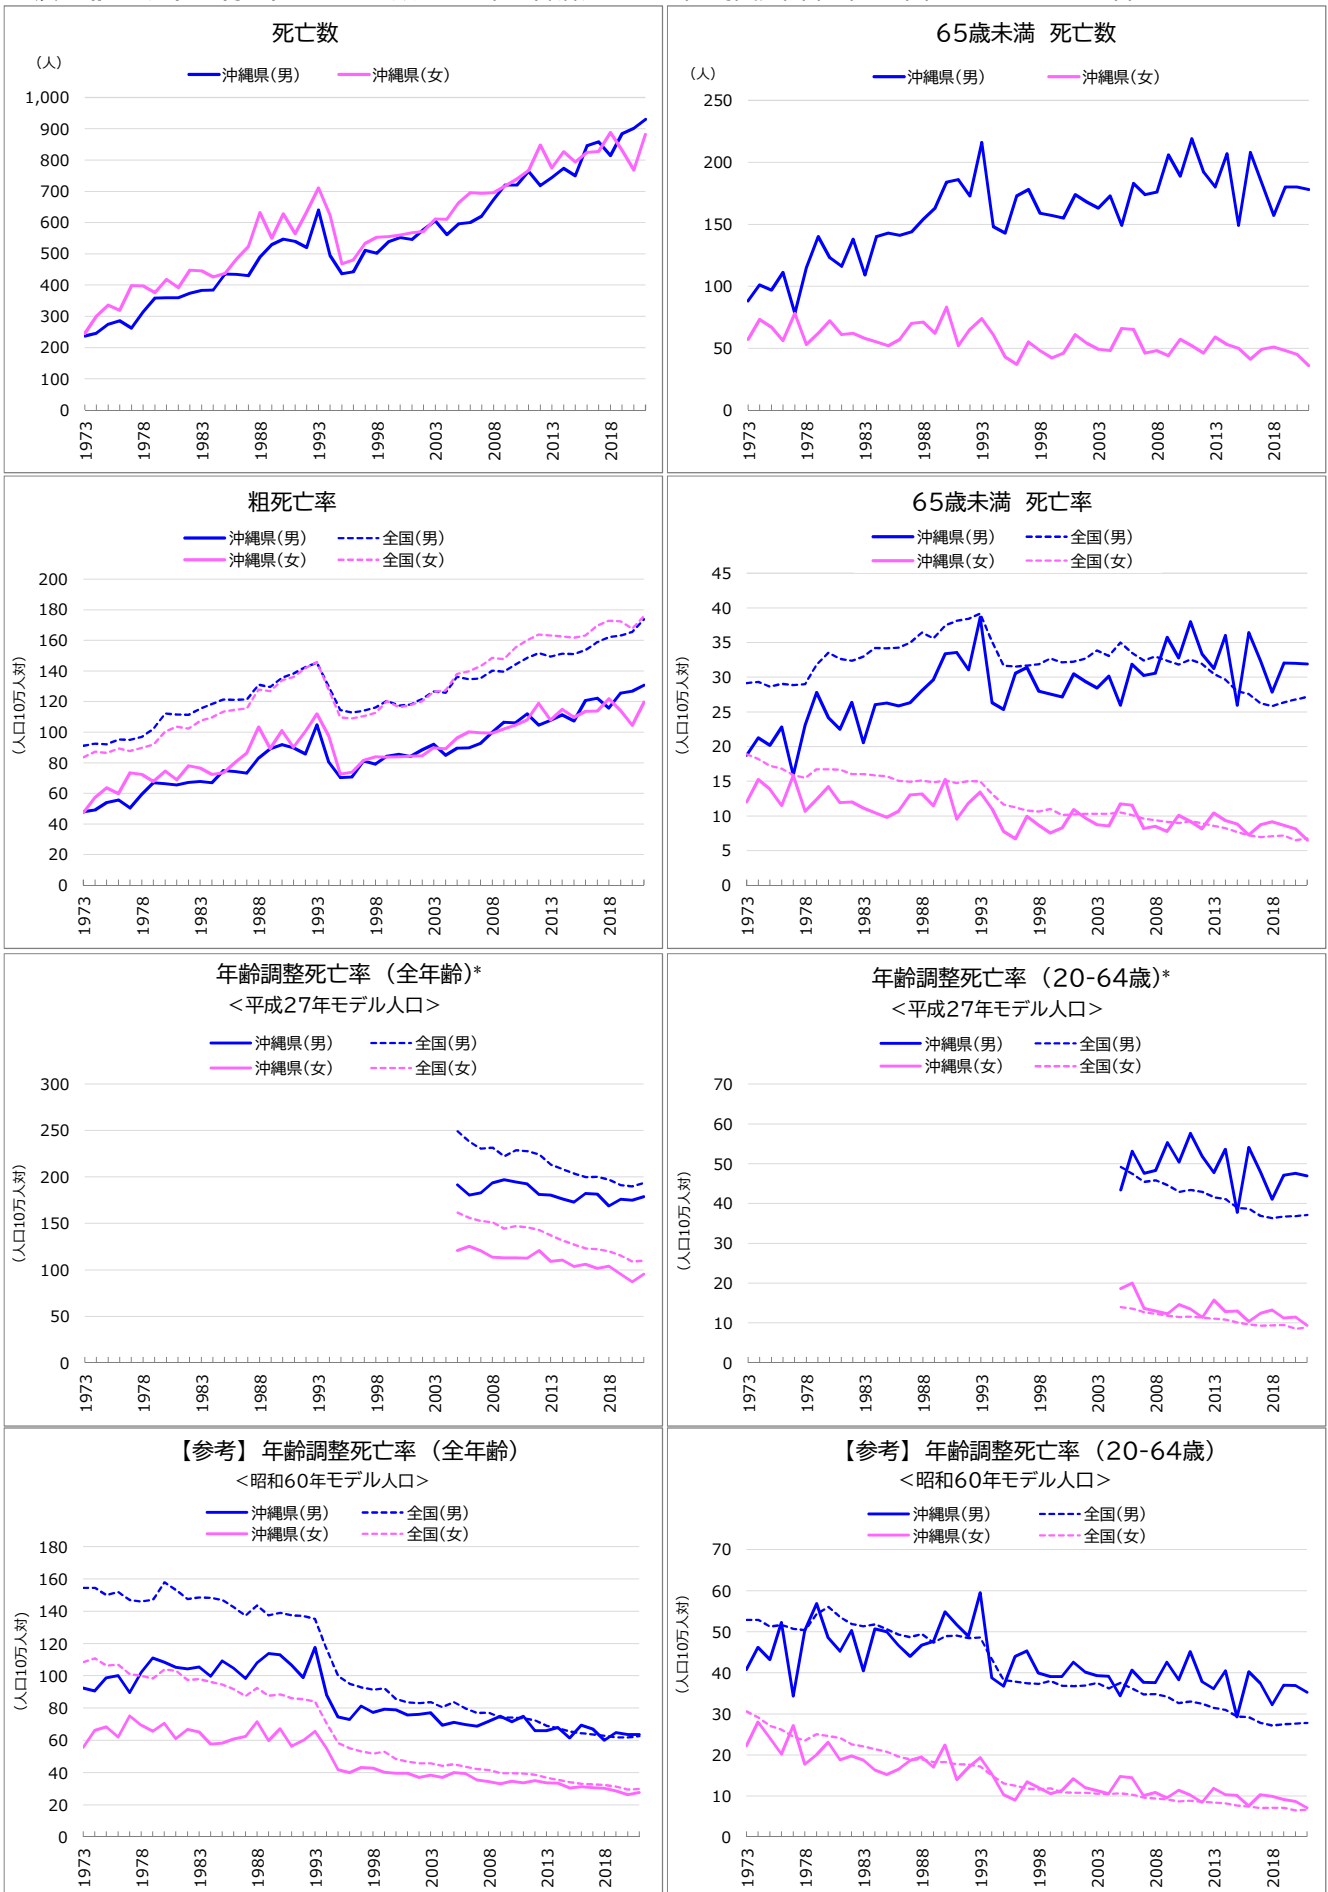 死亡数
（人）
沖縄県(男)　沖縄県(女)
1,000
900
800
700
600
500
400
300
200
100
0
1973 1978 1983 1988 1993 1998 2003 2008 2013 2018
65歳未満 死亡数
（人）
沖縄県(男)　沖縄県(女)
250
200
150
100
50
0
1973 1978 1983 1988 1993 1998 2003 2008 2013 2018
粗死亡率
沖縄県(男)　全国(男)
沖縄県(女)　全国(女)
（人口10万人対）
200
180
160
140
120
100
80
60
40
20
0
1973 1978 1983 1988 1993 1998 2003 2008 2013 2018
65歳未満 死亡率
沖縄県(男)　全国(男)
沖縄県(女)　全国(女)
（人口10万人対）
45
40
35
30
25
20
15
10
5
0
1973 1978 1983 1988 1993 1998 2003 2008 2013 2018
年齢調整死亡率（全年齢）*
＜平成27年モデル人口＞
沖縄県(男)　全国(男)
沖縄県(女)　全国(女)
（人口10万人対）
300
250
200
150
100
50
0
1973 1978 1983 1988 1993 1998 2003 2008 2013 2018
年齢調整死亡率（20-64歳）*
＜平成27年モデル人口＞
沖縄県(男)　全国(男)
沖縄県(女)　全国(女)
（人口10万人対）
70
60
50
40
30
20
10
0
1973 1978 1983 1988 1993 1998 2003 2008 2013 2018
【参考】年齢調整死亡率（全年齢）
＜昭和60年モデル人口＞
沖縄県(男)　全国(男)
沖縄県(女)　全国(女)
（人口10万人対）
180
160
140
120
100
80
60
40
20
0
1973 1978 1983 1988 1993 1998 2003 2008 2013 2018
【参考】年齢調整死亡率（20-64歳）
＜昭和60年モデル人口＞
沖縄県(男)　全国(男)
沖縄県(女)　全国(女)
（人口10万人対）
70
60
50
40
30
20
10
0
1973 1978 1983 1988 1993 1998 2003 2008 2013 2018